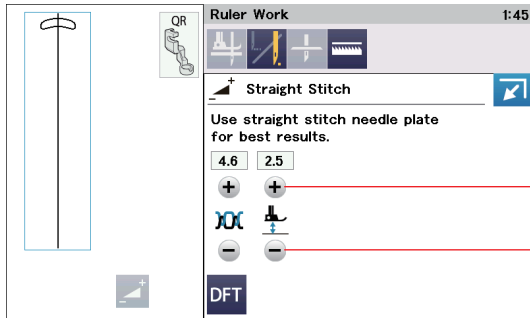 QR
Ruler Work 1:45
Straight Stitch
Use straight stitch needle plate
for best results.
4.6 2.5
DFT